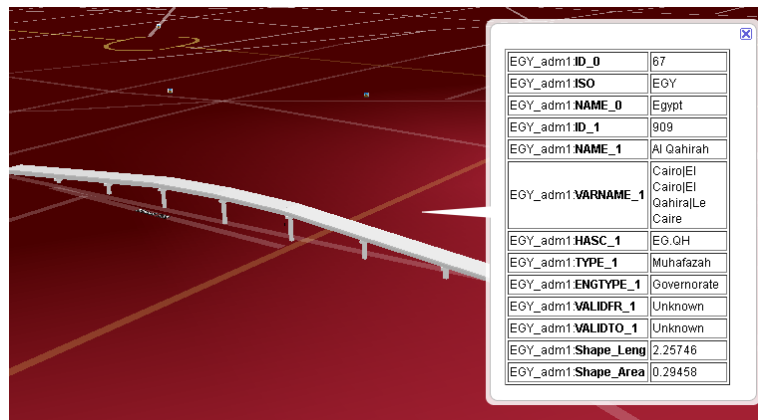 EGY_adm1:ID_0 67
EGY_adm1:ISO EGY
EGY_adm1:NAME_0 Egypt
EGY_adm1:ID_1 909
EGY_adm1:NAME_1 Al Qahirah
EGY_adm1:VARNAME_1 Cairo|El
Cairo|El
Qahira|Le
Caire
EGY_adm1:HASC_1 EG.QH
EGY_adm1:TYPE_1 Muhafazah
EGY_adm1:ENGTYPE_1 Governorate
EGY_adm1:VALIDFR_1 Unknown
EGY_adm1:VALIDTO_1 Unknown
EGY_adm1:Shape_Leng 2.25746
EGY_adm1:Shape_Area 0.29458